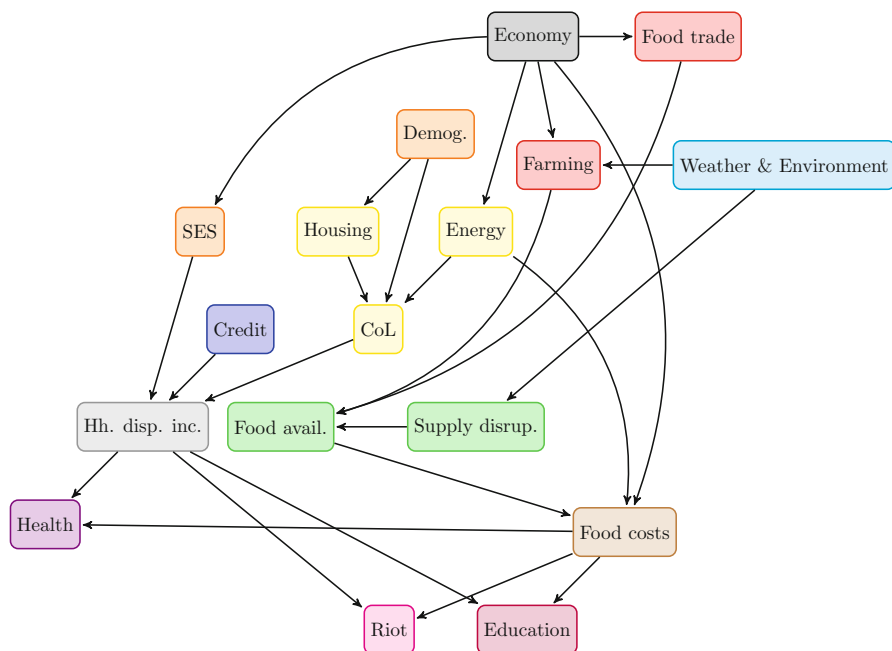 Economy
Food trade
Demog.
Farming
Weather & Environment
SES
Housing
Energy
Credit
CoL
Hh. disp. inc.
Food avail.
Supply disrup.
Health
Food costs
Riot
Education